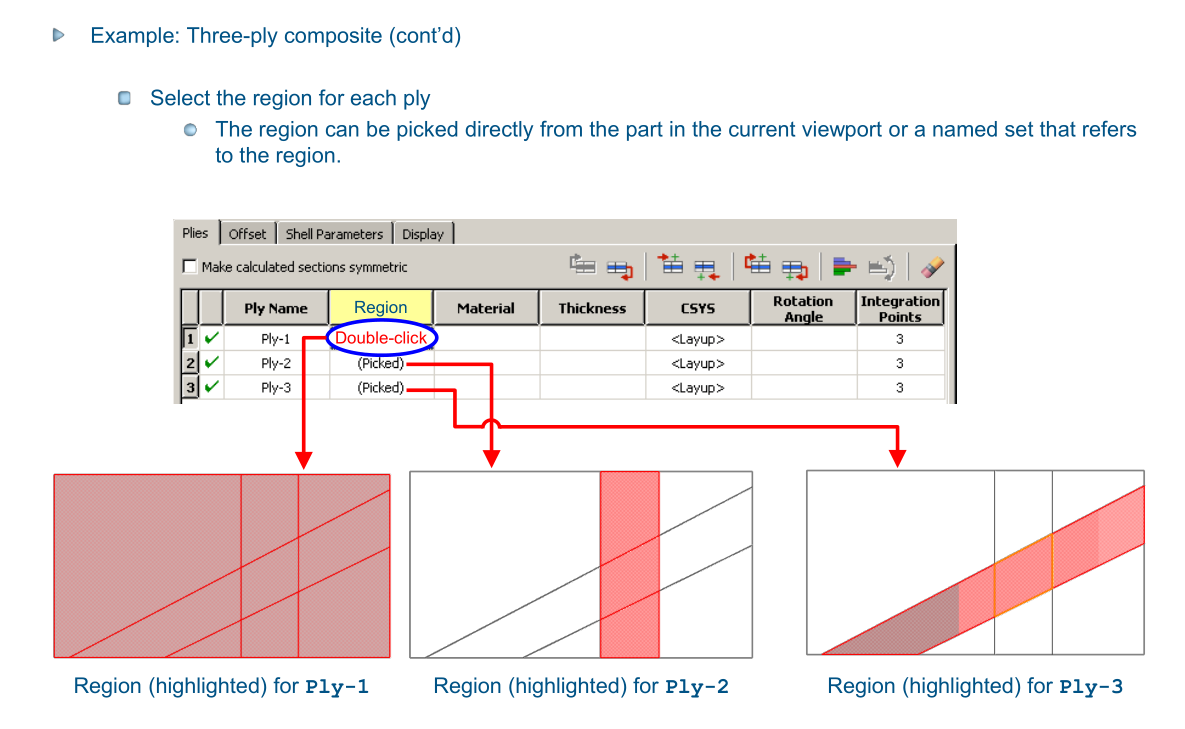 Example: Three-ply composite (cont’d)
Select the region for each ply
The region can be picked directly from the part in the current viewport or a named set that refers
to the region.
Plies Offset Shell Parameters Display
Make calculated sections symmetric
Ply Name Region Material Thickness CSYS Rotation Angle Integration Points
1 Ply-1 Double-click <Layup> 3
2 Ply-2 (Picked) <Layup> 3
3 Ply-3 (Picked) <Layup> 3
Region (highlighted) for Ply-1
Region (highlighted) for Ply-2
Region (highlighted) for Ply-3